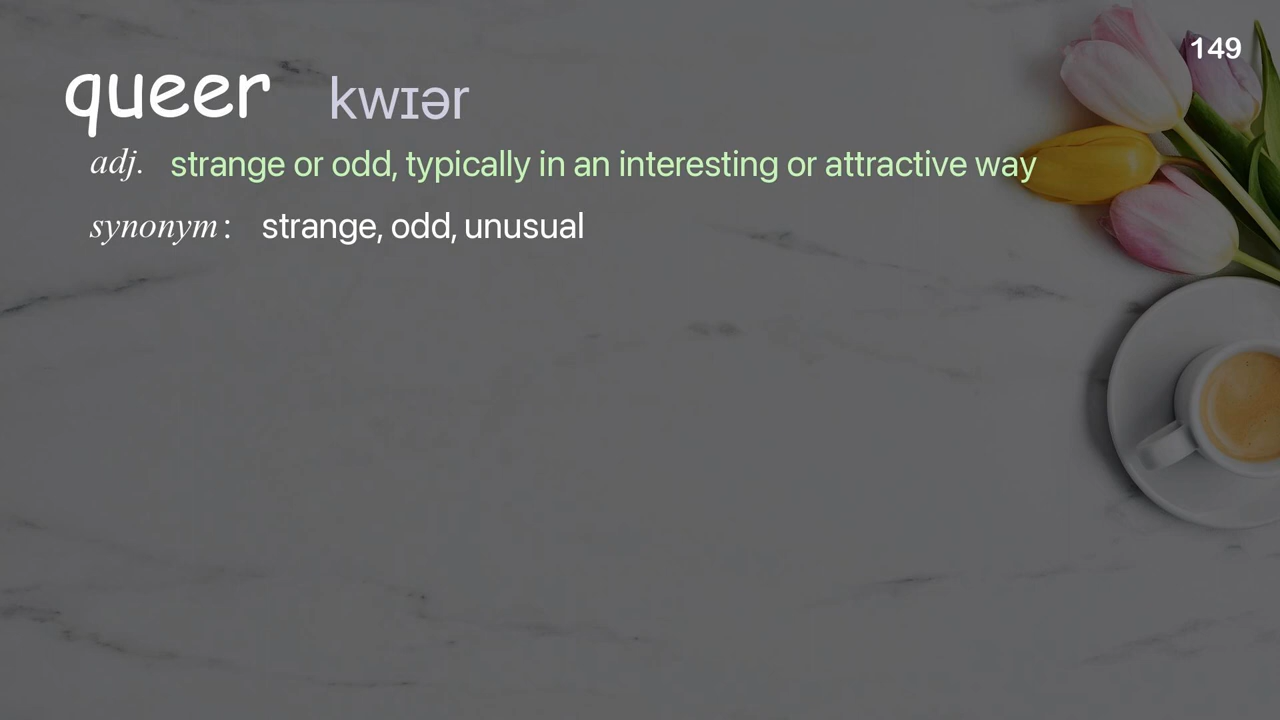 149
queer kwɪər
adj. strange or odd, typically in an interesting or attractive way
synonym: strange, odd, unusual